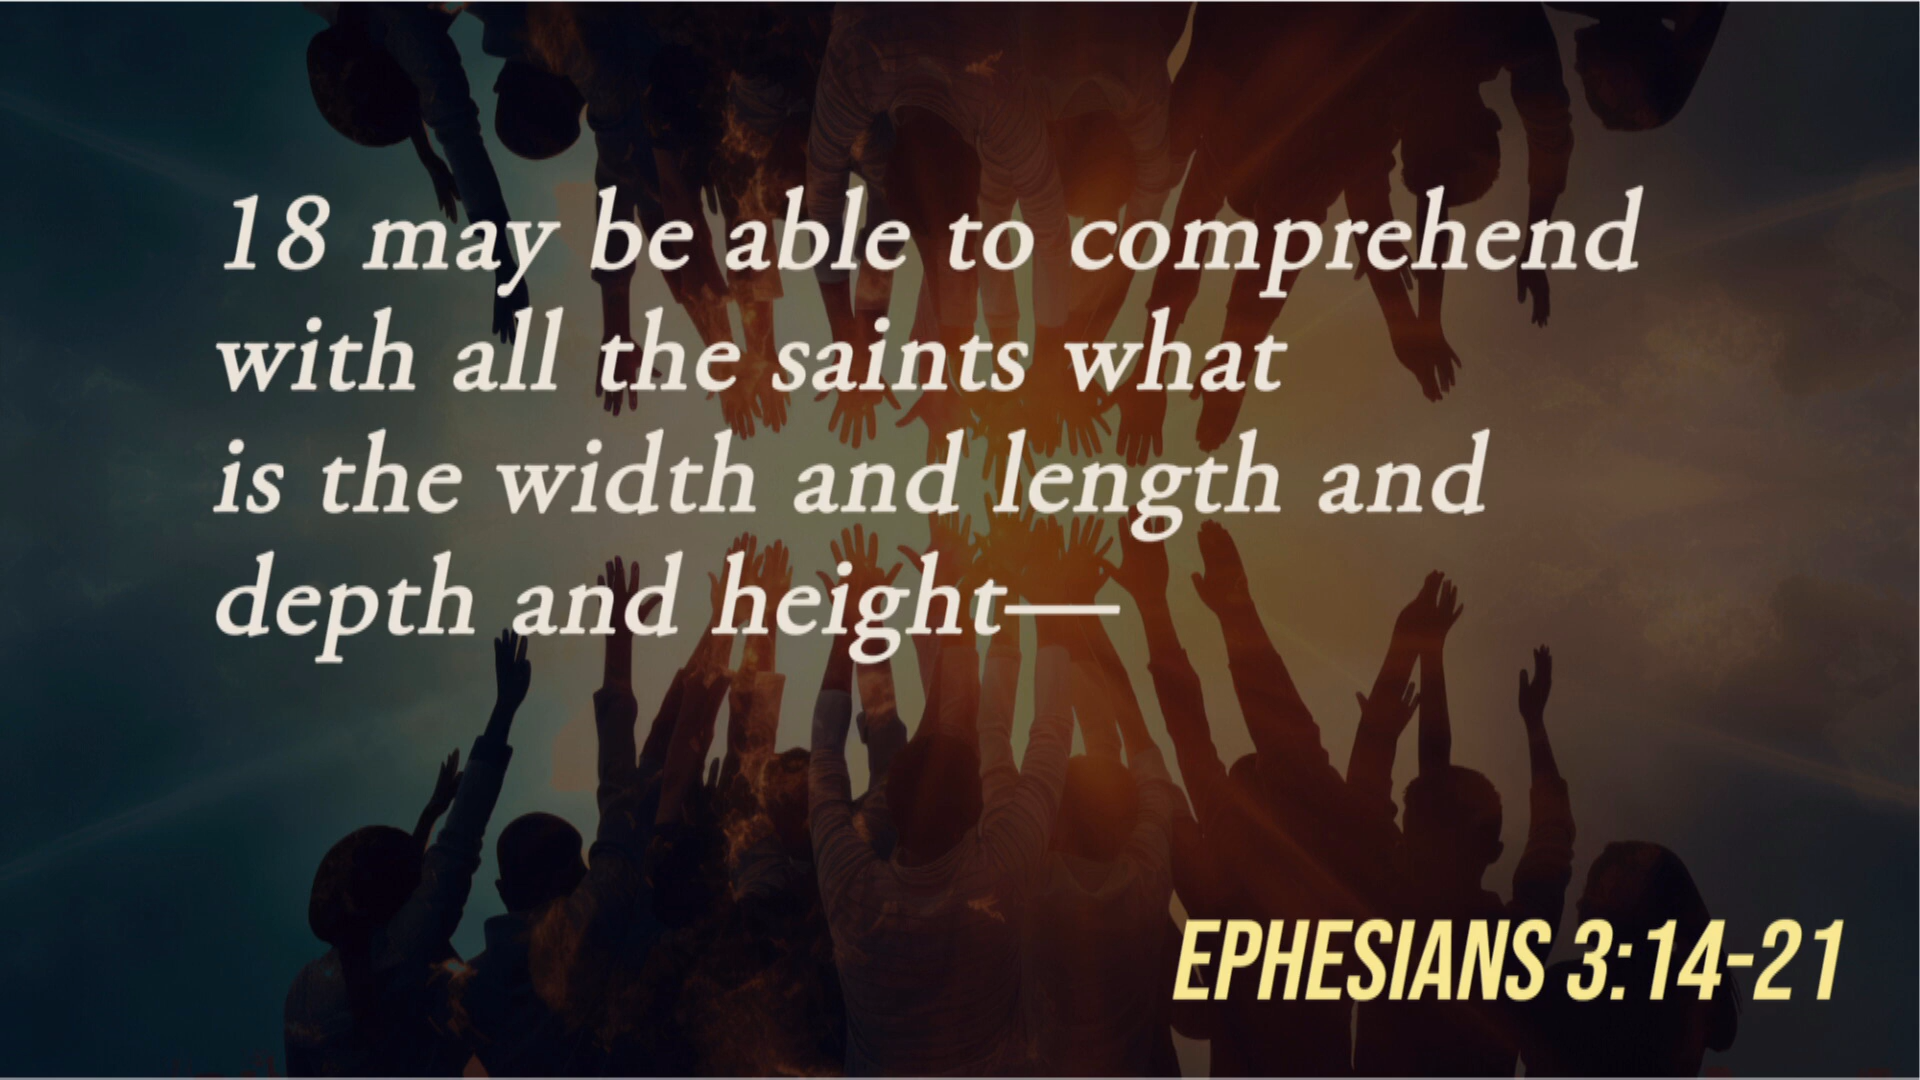 18 may be able to comprehend
with all the saints what
is the width and length and
depth and height—
EPHESIANS 3:14-21